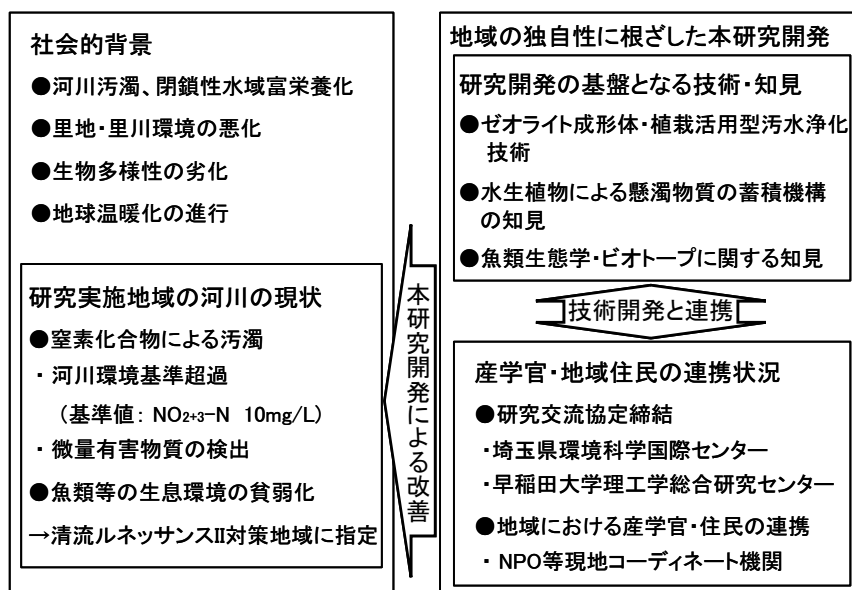 社会的背景
●河川汚濁、閉鎖性水域富栄養化
●里地・里川環境の悪化
●生物多様性の劣化
●地球温暖化の進行
研究実施地域の河川の現状
●窒素化合物による汚濁
・河川環境基準超過
（基準値： NO2+3-N 10mg/L）
・微量有害物質の検出
●魚類等の生息環境の貧弱化
→清流ルネッサンスII対策地域に指定
本研究開発による改善
地域の独自性に根ざした本研究開発
研究開発の基盤となる技術・知見
●ゼオライト成形体・植栽活用型汚水浄化
技術
●水生植物による懸濁物質の蓄積機構
の知見
●魚類生態学・ビオトープに関する知見
技術開発と連携
産学官・地域住民の連携状況
●研究交流協定締結
・埼玉県環境科学国際センター
・早稲田大学理工学総合研究センター
●地域における産学官・住民の連携
・NPO等現地コーディネート機関